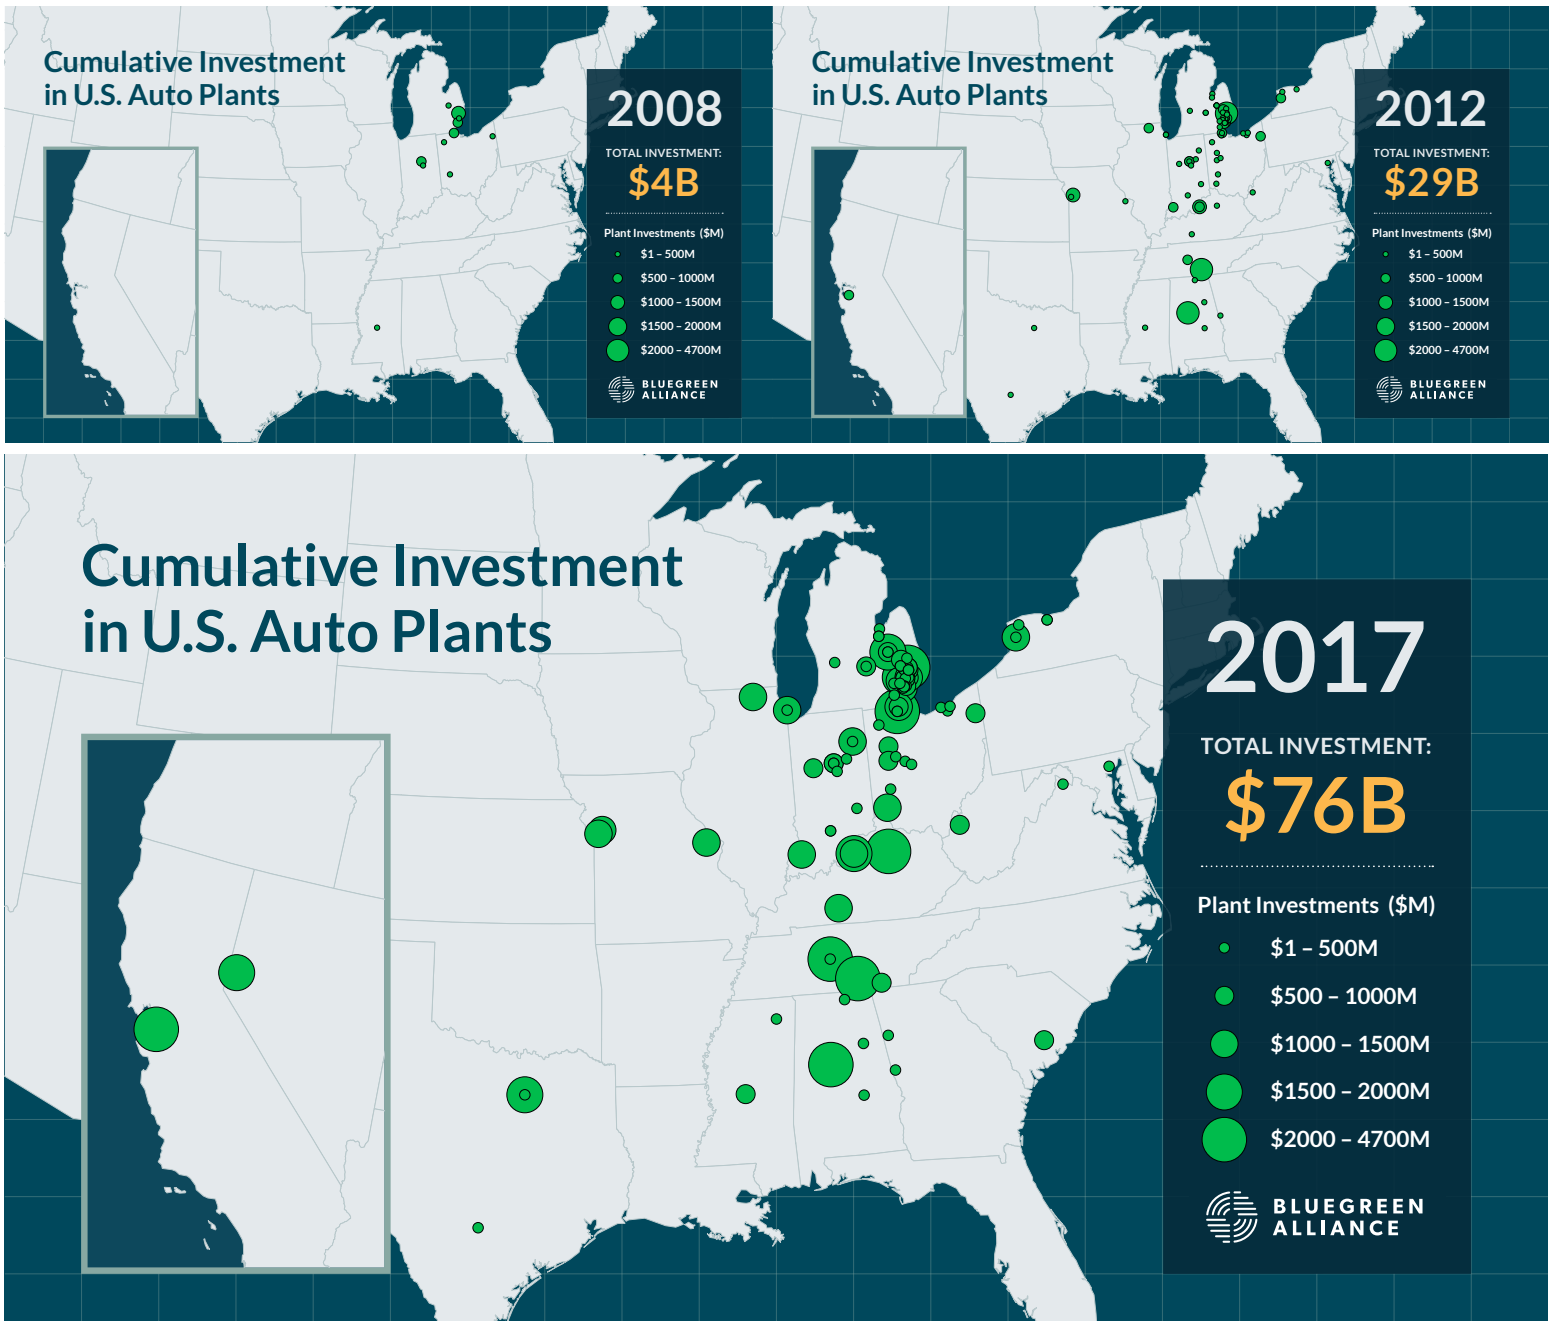 Cumulative Investment
in U.S. Auto Plants
2008
TOTAL INVESTMENT:
$4B
Plant Investments ($M)
$1 – 500M
$500 – 1000M
$1000 – 1500M
$1500 – 2000M
$2000 – 4700M
BLUEGREEN
ALLIANCE
Cumulative Investment
in U.S. Auto Plants
2012
TOTAL INVESTMENT:
$29B
Plant Investments ($M)
$1 – 500M
$500 – 1000M
$1000 – 1500M
$1500 – 2000M
$2000 – 4700M
BLUEGREEN
ALLIANCE
Cumulative Investment
in U.S. Auto Plants
2017
TOTAL INVESTMENT:
$76B
Plant Investments ($M)
$1 – 500M
$500 – 1000M
$1000 – 1500M
$1500 – 2000M
$2000 – 4700M
BLUEGREEN
ALLIANCE